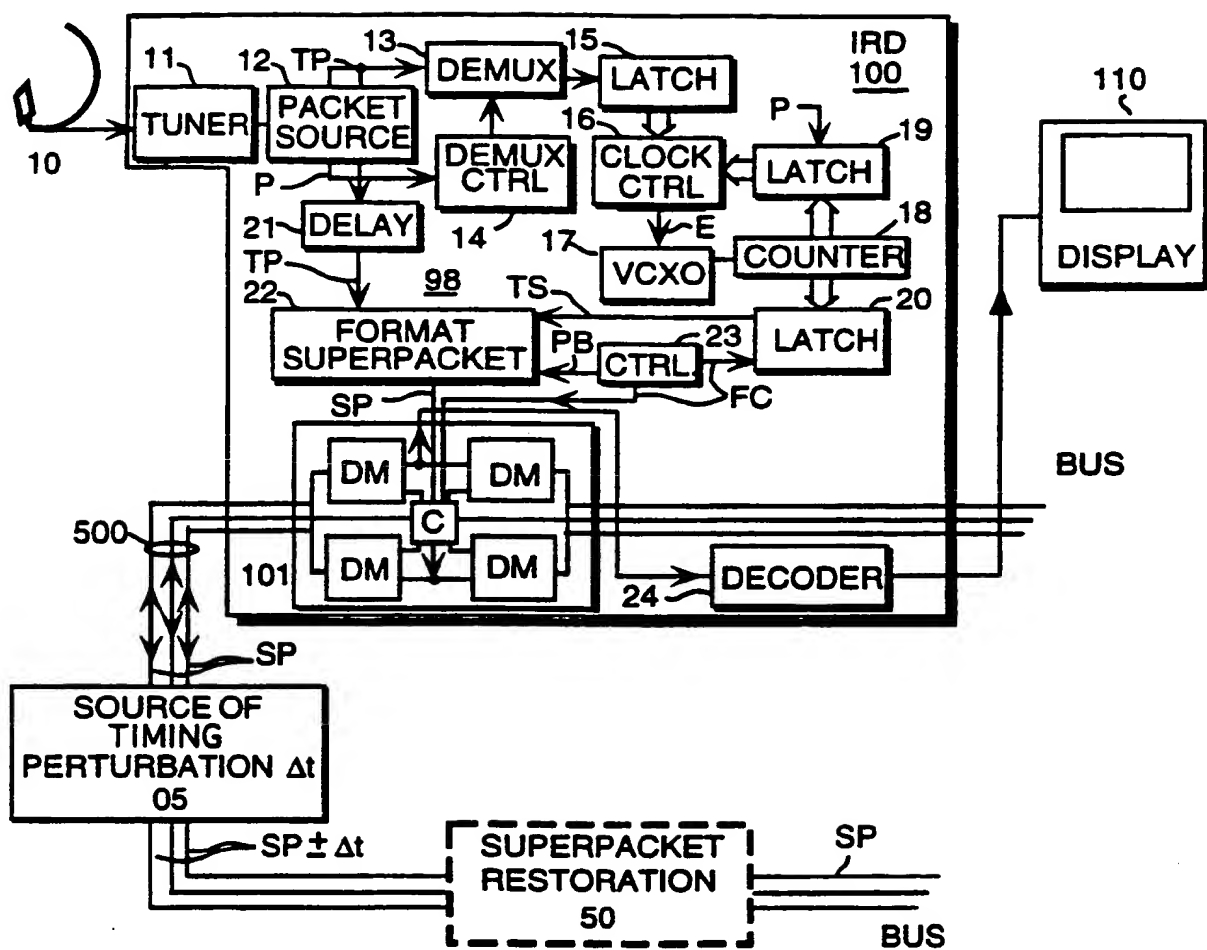 IRD
100
110
11
12
TP
13
15
TUNER
PACKET
SOURCE
DEMUX
LATCH
10
P
DEMUX
CTRL
14
16
CLOCK
CTRL
P
19
LATCH
21
DELAY
TP
E
17
VCXO
18
COUNTER
DISPLAY
22
98
TS
20
FORMAT
SUPERPACKET
PB
23
CTRL
LATCH
FC
SP
DM
DM
BUS
C
500
101
DM
DM
24
DECODER
SP
SOURCE OF
TIMING
PERTURBATION Δt
05
SP ± Δt
SUPERPACKET
RESTORATION
50
SP
BUS